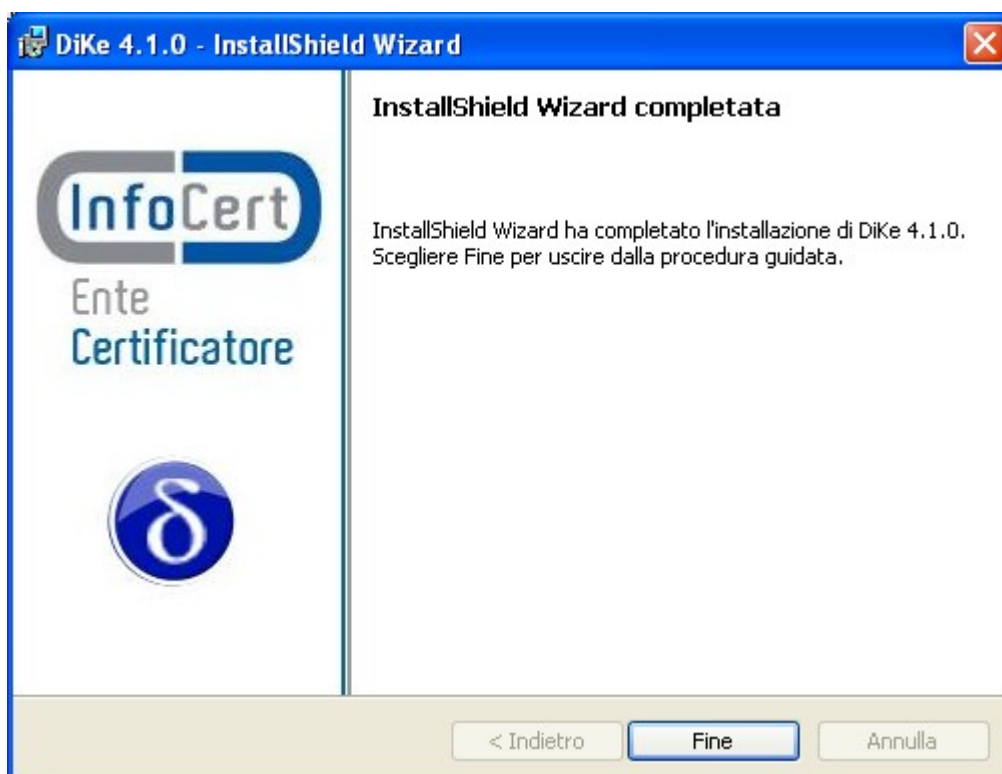 DiKe 4.1.0 - InstallShield Wizard
InstallShield Wizard completata
InfoCert
Ente
Certificatore
InstallShield Wizard ha completato l'installazione di DiKe 4.1.0.
Scegliere Fine per uscire dalla procedura guidata.
δ
< Indietro
Fine
Annulla